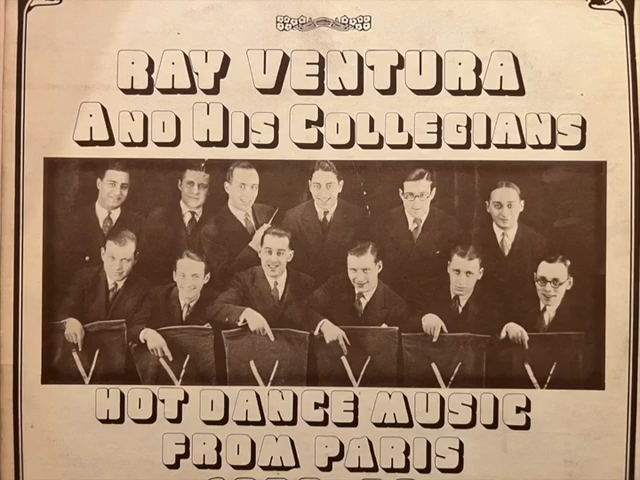 RAY VENTURA
AND HIS COLLEGIANS
HOT DANCE MUSIC
FROM PARIS